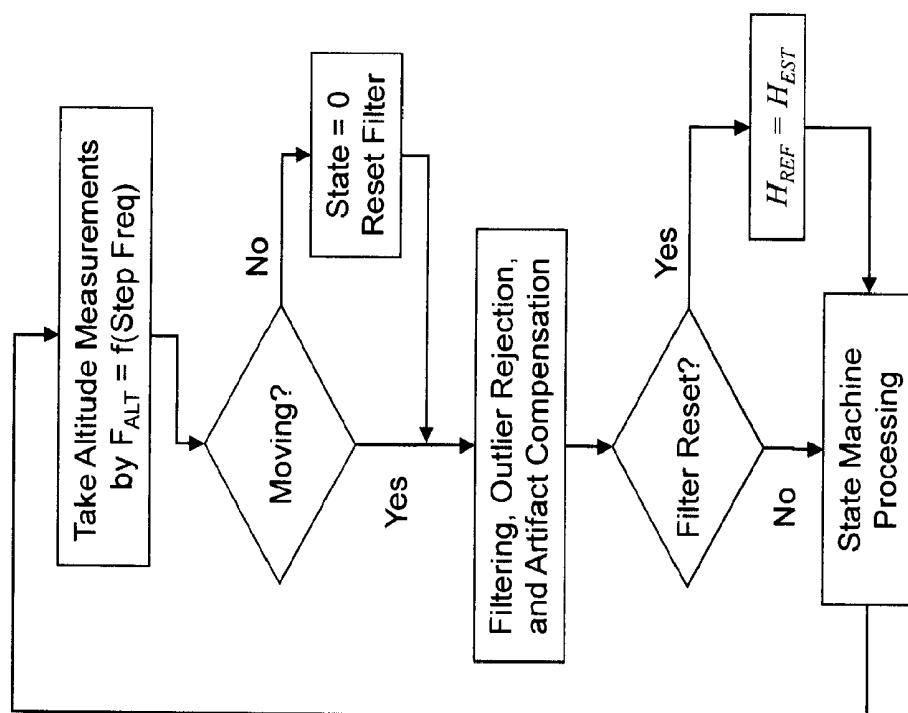 Take Altitude Measurements
by F_ALT = f(Step Freq)
Moving?
No
State = 0
Reset Filter
Yes
Filtering, Outlier Rejection,
and Artifact Compensation
Filter Reset?
Yes
H_REF = H_EST
No
State Machine
Processing